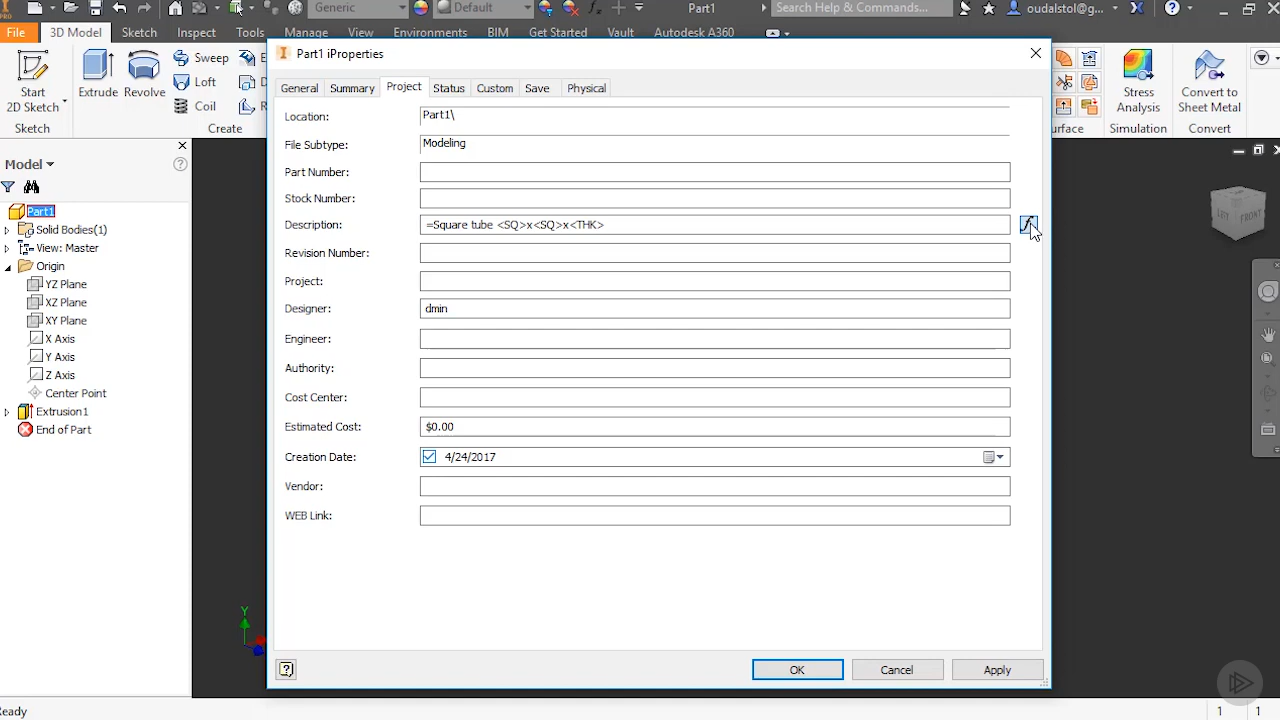 Generic
Default
Part1
Search Help & Commands...
oudalstol@g...
PRO
File
3D Model
Sketch
Inspect
Tools
Manage
View
Environments
BIM
Get Started
Vault
Autodesk A360
Start
2D Sketch
Extrude
Revolve
Sweep
Loft
Coil
Sketch
Create
Stress
Analysis
Convert to
Sheet Metal
urface
Simulation
Convert
Model
Part1
Solid Bodies(1)
View: Master
Origin
YZ Plane
XZ Plane
XY Plane
X Axis
Y Axis
Z Axis
Center Point
Extrusion1
End of Part
Part1 iProperties
General
Summary
Project
Status
Custom
Save
Physical
Location:
Part1\
File Subtype:
Modeling
Part Number:
Stock Number:
Description:
=Square tube <SQ>x<SQ>x<THK>
Revision Number:
Project:
Designer:
dmin
Engineer:
Authority:
Cost Center:
Estimated Cost:
$0.00
Creation Date:
4/24/2017
Vendor:
WEB Link:
OK
Cancel
Apply
FRONT
Y
eady
1
1